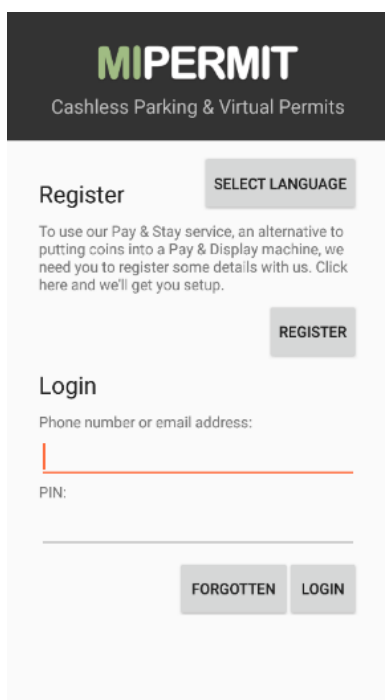 MIPERMIT
Cashless Parking & Virtual Permits
SELECT LANGUAGE
Register
To use our Pay & Stay service, an alternative to
putting coins into a Pay & Display machine, we
need you to register some details with us. Click
here and we'll get you setup.
REGISTER
Login
Phone number or email address:
PIN:
FORGOTTEN
LOGIN